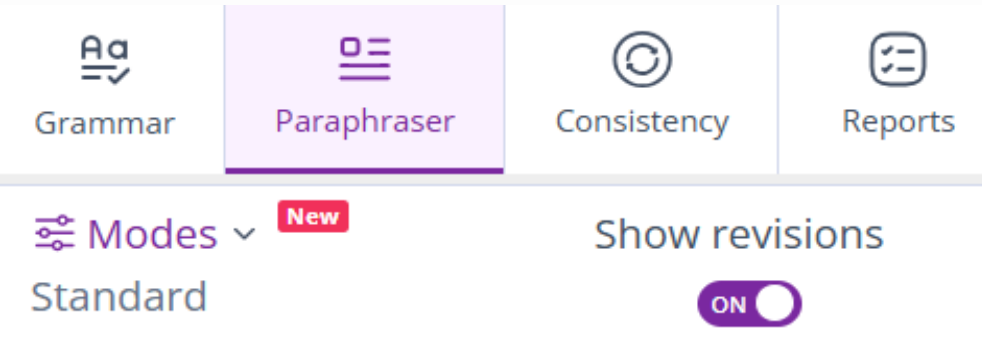 Grammar
Paraphraser
Consistency
Reports
Modes New
Show revisions
Standard
ON